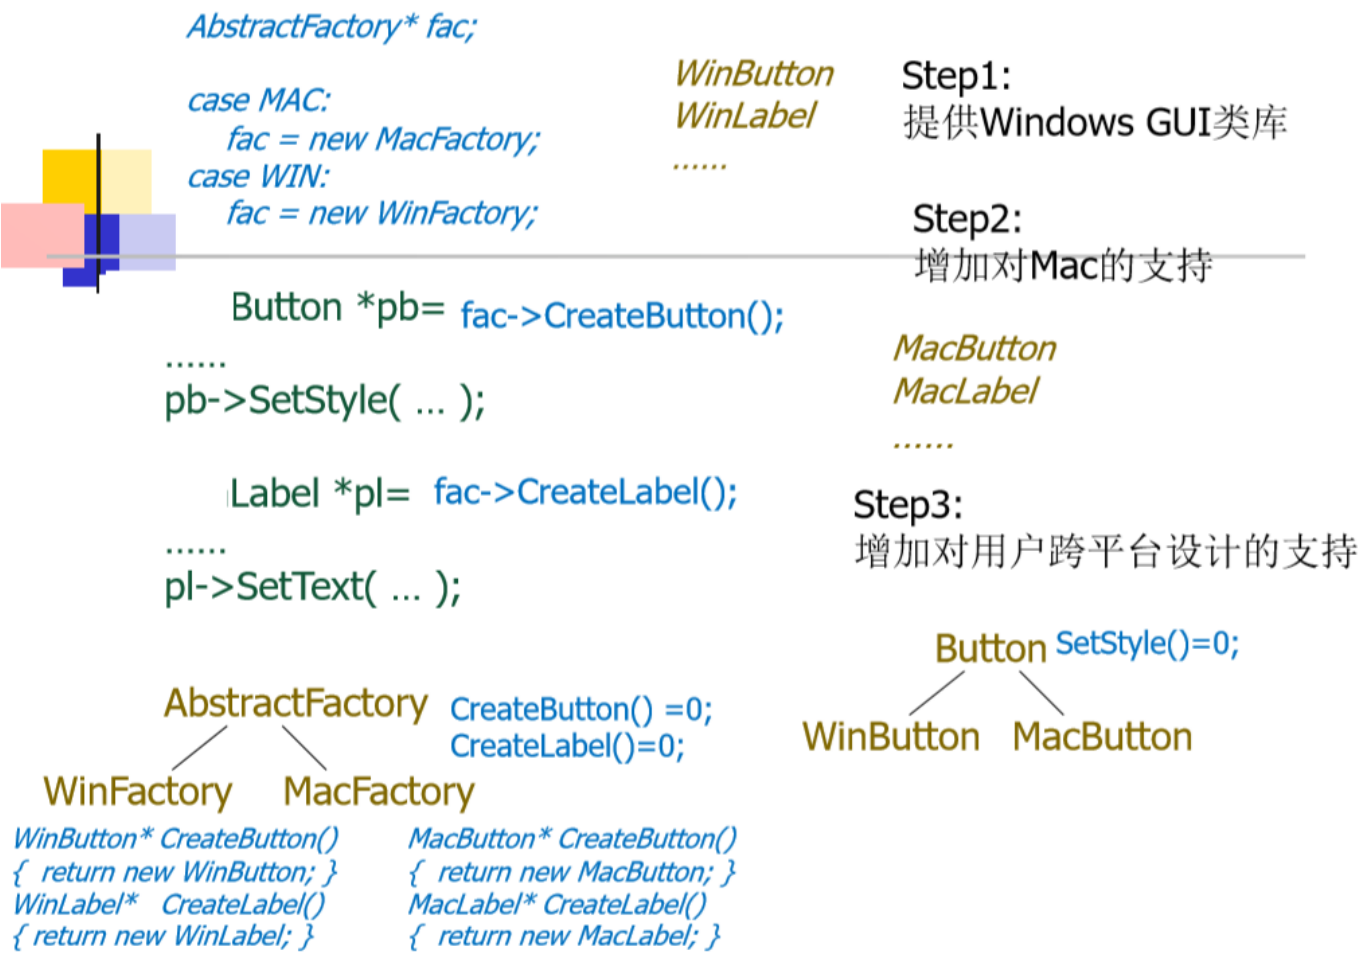 AbstractFactory* fac;
case MAC:
fac = new MacFactory;
case WIN:
fac = new WinFactory;
WinButton
WinLabel
......
Step1:
提供Windows GUI类库
Step2:
增加对Mac的支持
Button *pb= fac->CreateButton();
......
pb->SetStyle( ... );
Label *pl= fac->CreateLabel();
......
pl->SetText( ... );
MacButton
MacLabel
......
Step3:
增加对用户跨平台设计的支持
Button SetStyle()=0;
WinButton MacButton
AbstractFactory CreateButton() =0;
CreateLabel()=0;
WinFactory MacFactory
WinButton* CreateButton()
{ return new WinButton; }
WinLabel* CreateLabel()
{ return new WinLabel; }
MacButton* CreateButton()
{ return new MacButton; }
MacLabel* CreateLabel()
{ return new MacLabel; }